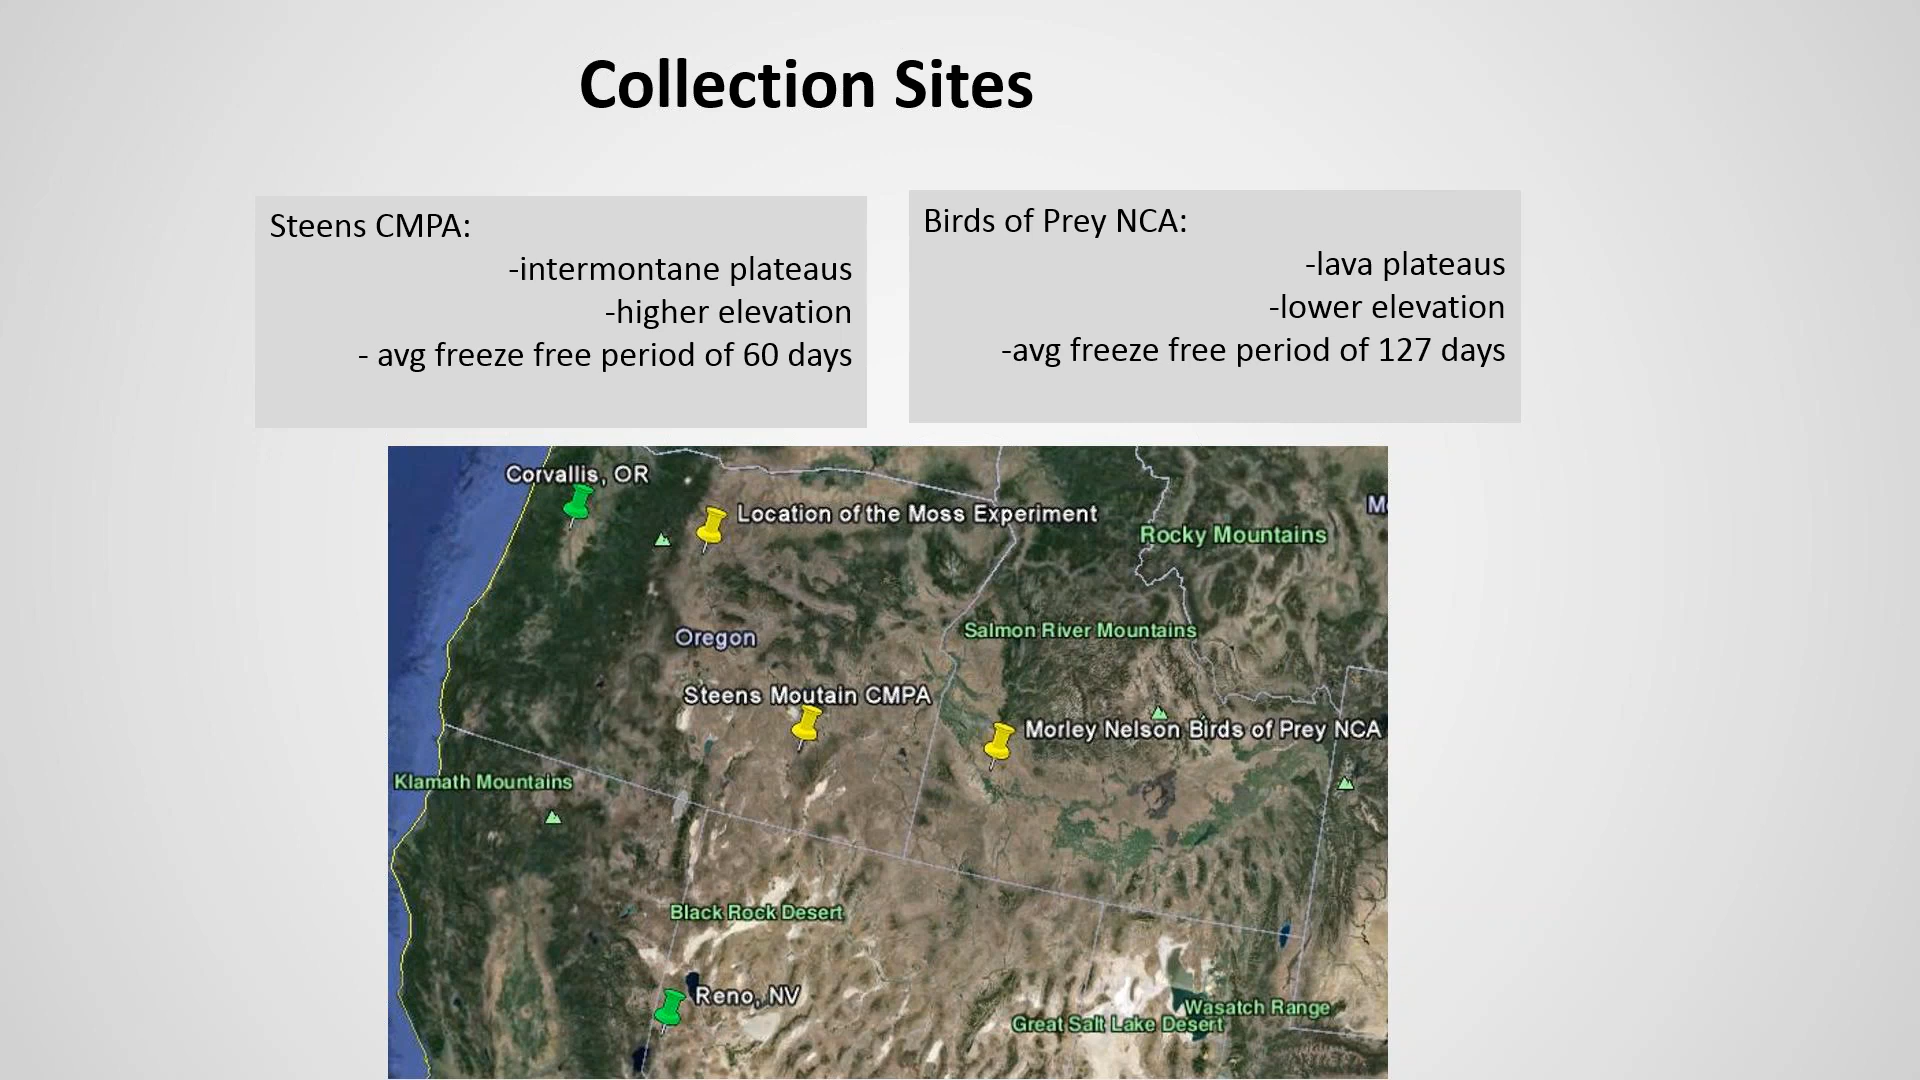 Collection Sites
Steens CMPA:
-intermontane plateaus
-higher elevation
- avg freeze free period of 60 days
Birds of Prey NCA:
-lava plateaus
-lower elevation
-avg freeze free period of 127 days
Corvallis, OR
Location of the Moss Experiment
Rocky Mountains
Oregon
Salmon River Mountains
Steens Moutain CMPA
Morley Nelson Birds of Prey NCA
Klamath Mountains
Black Rock Desert
Reno, NV
Wasatch Range
Great Salt Lake Desert